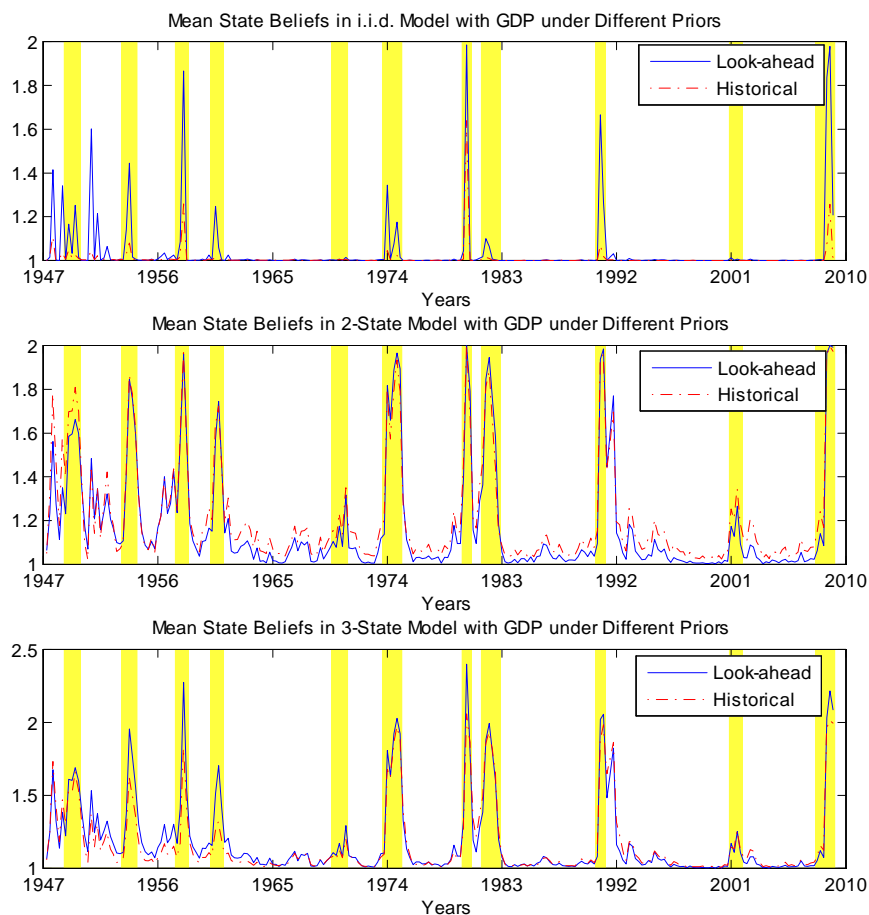 Mean State Beliefs in i.i.d. Model with GDP under Different Priors
2
1.8
1.6
1.4
1.2
1
Look-ahead
Historical
1947 1956 1965 1974 1983 1992 2001 2010
Years
Mean State Beliefs in 2-State Model with GDP under Different Priors
2
1.8
1.6
1.4
1.2
1
Look-ahead
Historical
1947 1956 1965 1974 1983 1992 2001 2010
Years
Mean State Beliefs in 3-State Model with GDP under Different Priors
2.5
2
1.5
1
Look-ahead
Historical
1947 1956 1965 1974 1983 1992 2001 2010
Years